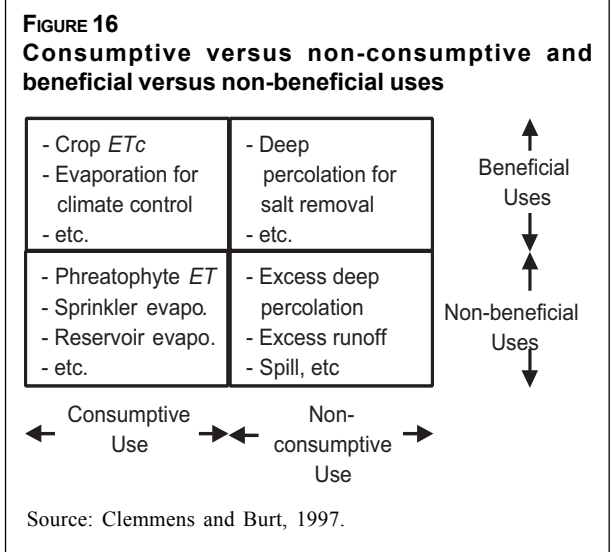 FIGURE 16
Consumptive versus non-consumptive and
beneficial versus non-beneficial uses
- Crop ETc
- Evaporation for
climate control
- etc.
- Deep
percolation for
salt removal
- etc.
Beneficial
Uses
- Phreatophyte ET
- Sprinkler evapo.
- Reservoir evapo.
- etc.
- Excess deep
percolation
- Excess runoff
- Spill, etc
Non-beneficial
Uses
Consumptive
Use
Non-
consumptive
Use
Source: Clemmens and Burt, 1997.